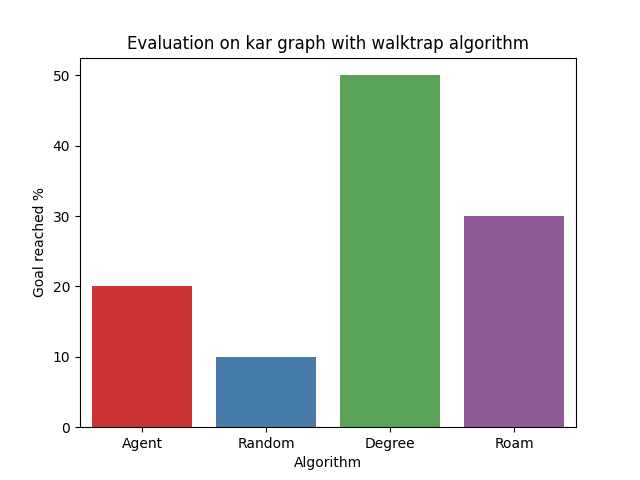 Evaluation on kar graph with walktrap algorithm
Goal reached %
50
40
30
20
10
0
Agent Random Degree Roam
Algorithm